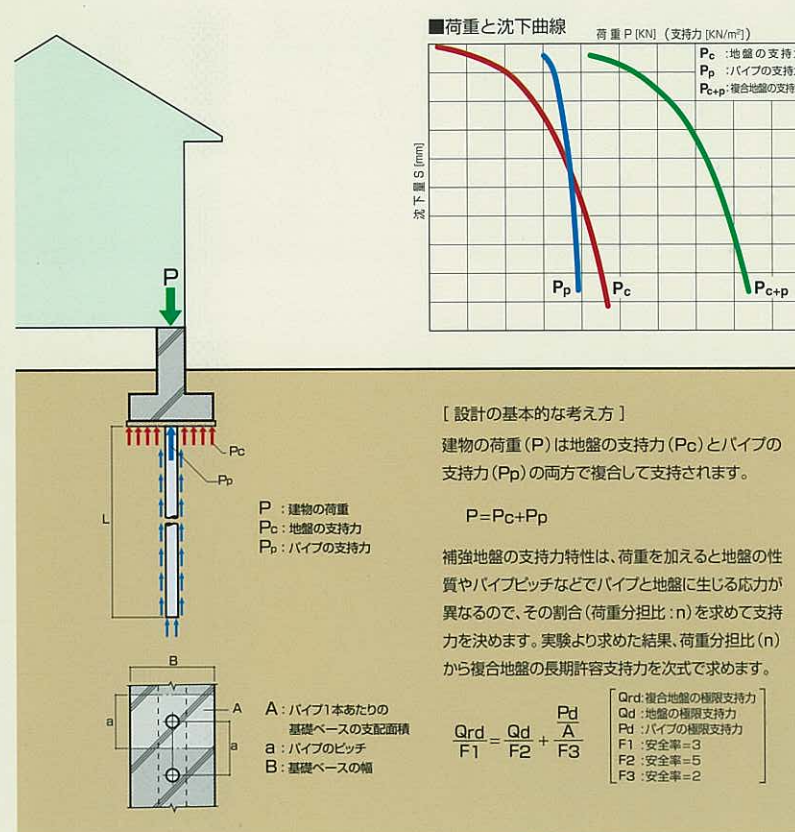 ■荷重と沈下曲線
荷重 P [KN] (支持力 [KN/m²])
Pc :地盤の支持
Pp :パイプの支持
Pc+p:複合地盤の支持
沈下量 S [mm]
Pp
Pc
Pc+p
P
Pc
Pp
L
P :建物の荷重
Pc:地盤の支持力
Pp:パイプの支持力
[ 設計の基本的な考え方 ]
建物の荷重(P)は地盤の支持力(Pc)とパイプの
支持力(Pp)の両方で複合して支持されます。
P=Pc+Pp
補強地盤の支持力特性は、荷重を加えると地盤の性
質やパイプピッチなどでパイプと地盤に生じる応力が
異なるので、その割合(荷重分担比:n)を求めて支持
力を決めます。実験より求めた結果、荷重分担比(n)
から複合地盤の長期許容支持力を次式で求めます。
B
A
a
a
A:パイプ1本あたりの
基礎ベースの支配面積
a:パイプのピッチ
B:基礎ベースの幅
Qrd/F1 = Qd/F2 + Pd/A/F3
Qrd:複合地盤の極限支持力
Qd :地盤の極限支持力
Pd :パイプの極限支持力
F1 :安全率=3
F2 :安全率=5
F3 :安全率=2